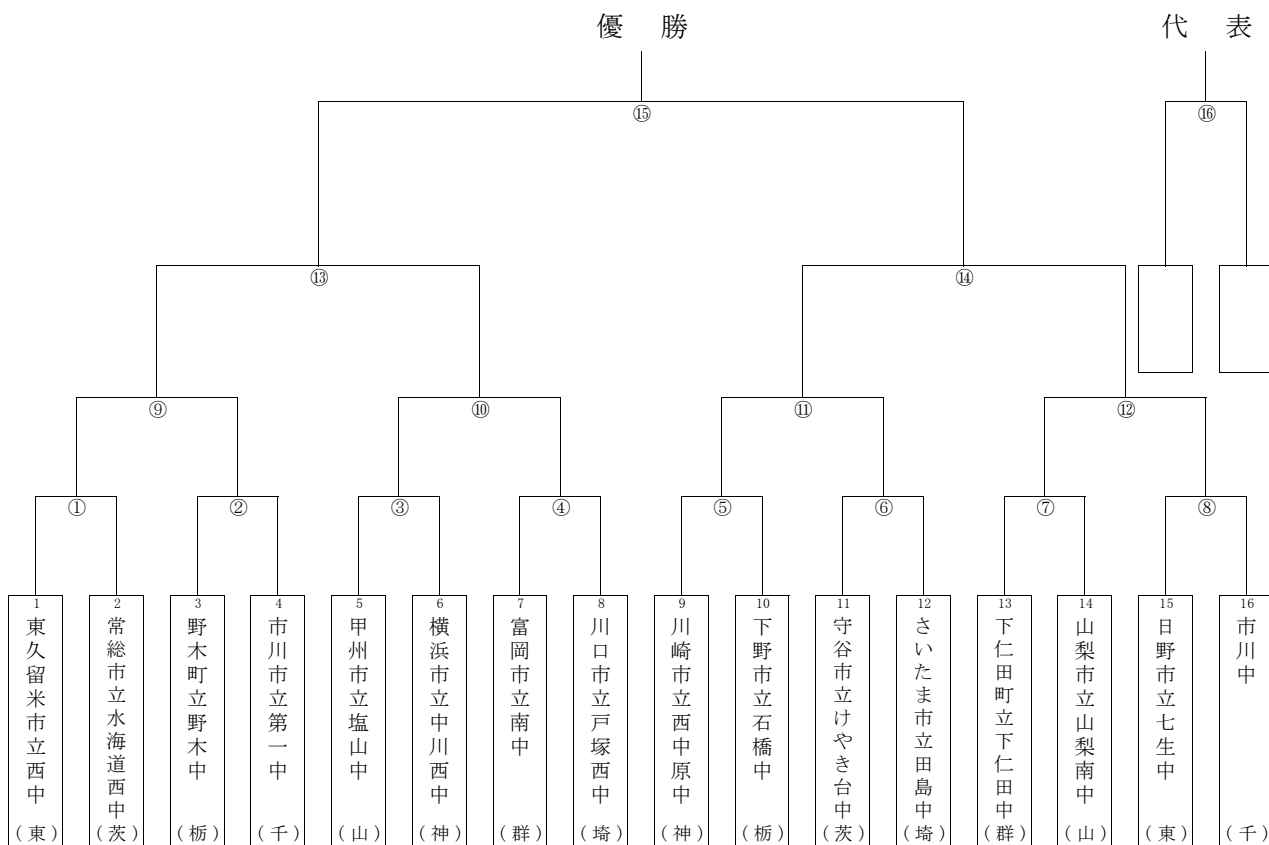 優 勝
代 表
⑮
⑯
⑬
⑭
⑨
⑩
⑪
⑫
①
②
③
④
⑤
⑥
⑦
⑧
1
東久留米市立西中
(東)
2
常総市立水海道西中
(茨)
3
野木町立野木中
(栃)
4
市川市立第一中
(千)
5
甲州市立塩山中
(山)
6
横浜市立中川西中
(神)
7
富岡市立南中
(群)
8
川口市立戸塚西中
(埼)
9
川崎市立西中原中
(神)
10
下野市立石橋中
(栃)
11
守谷市立けやき台中
(茨)
12
さいたま市立田島中
(埼)
13
下仁田町立下仁田中
(群)
14
山梨市立山梨南中
(山)
15
日野市立七生中
(東)
16
市川中
(千)